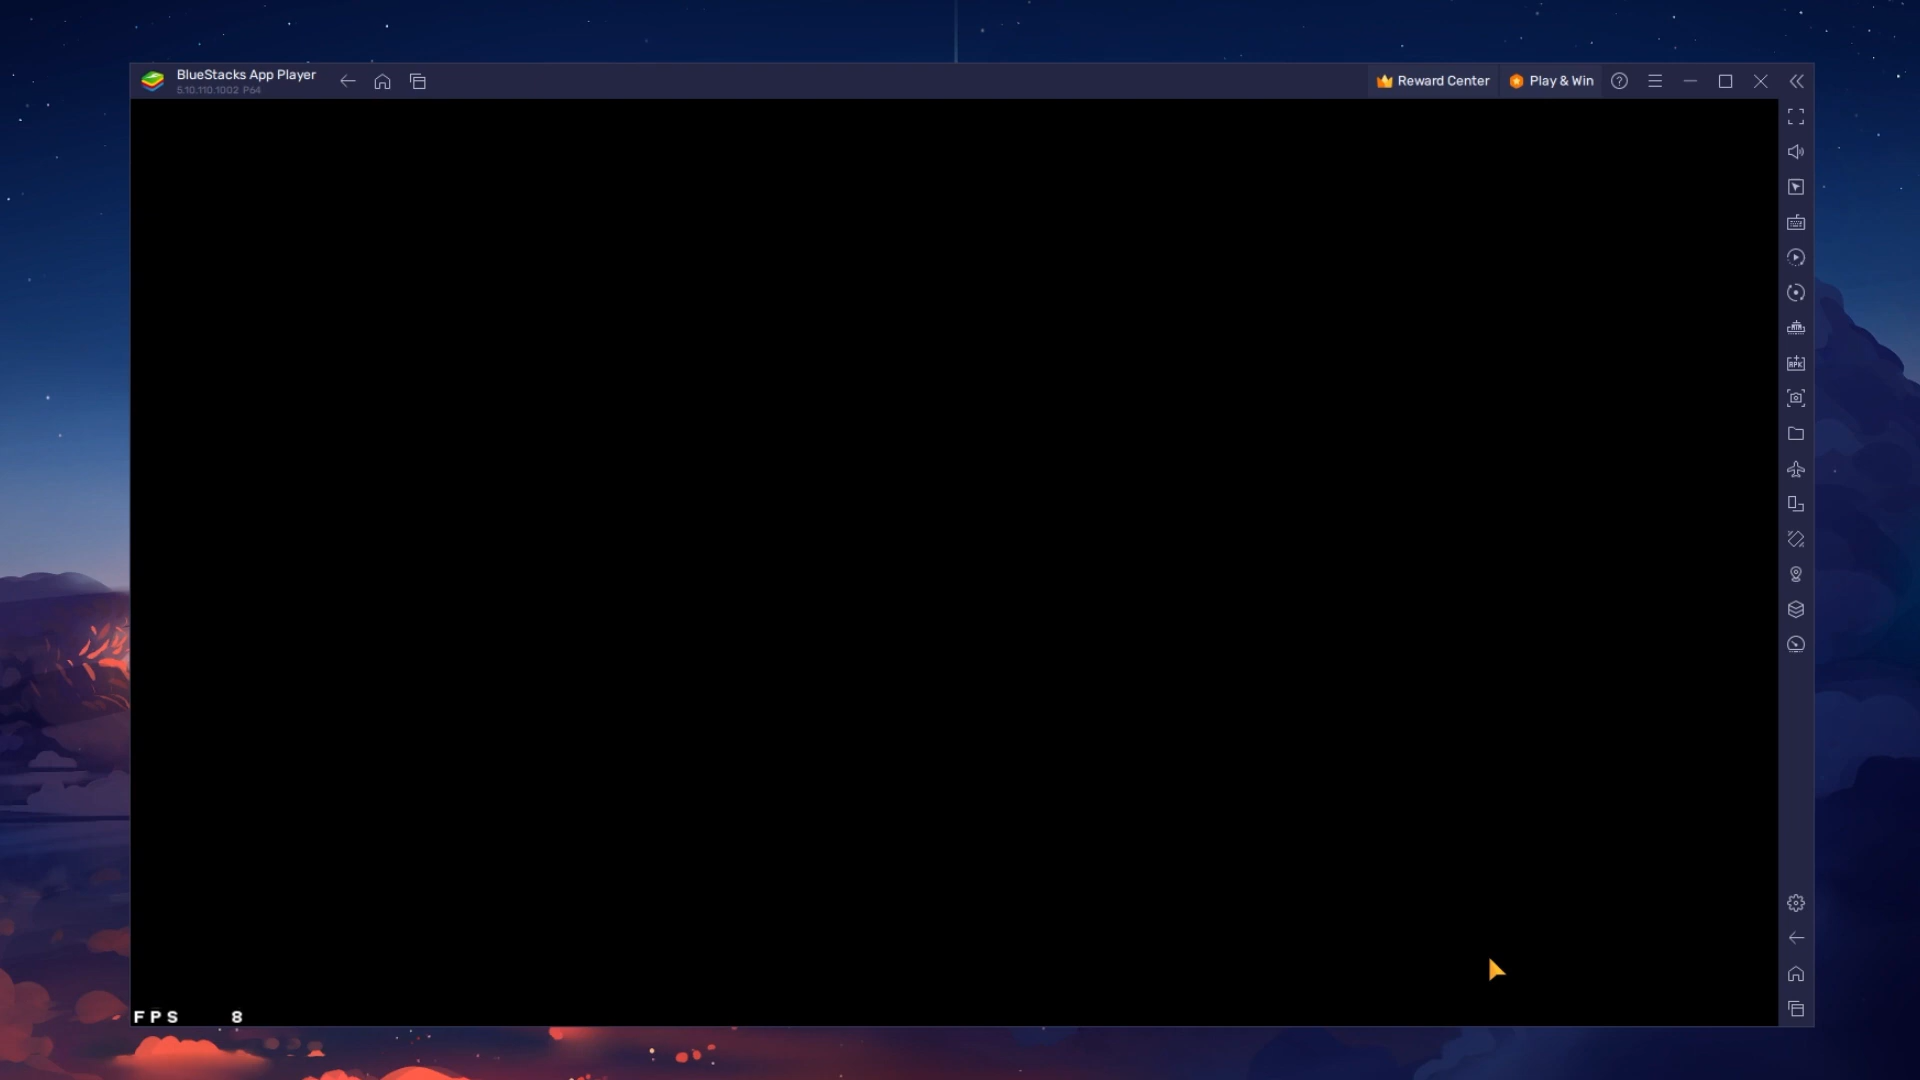 BlueStacks App Player
5.10.110.1002 P64
Reward Center
Play & Win
FPS 8